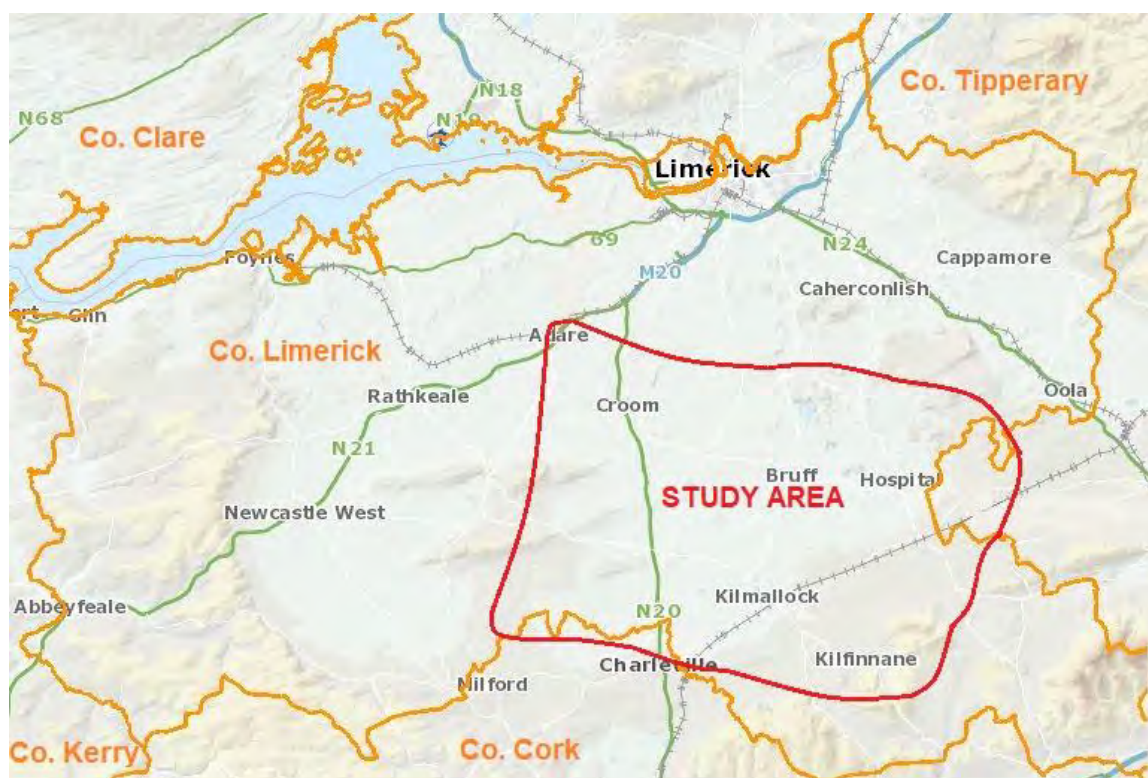 N18
Co. Tipperary
N68
N19
Co. Clare
Limerick
69
N24
Foynes
M20
Cappamore
Caherconlish
Glin
Adare
Co. Limerick
Oola
Rathkeale
Croom
N21
Bruff
Hospital
STUDY AREA
Newcastle West
Kilmallock
Abbeyfeale
N20
Charleville
Kilfinnane
Milford
Co. Kerry
Co. Cork